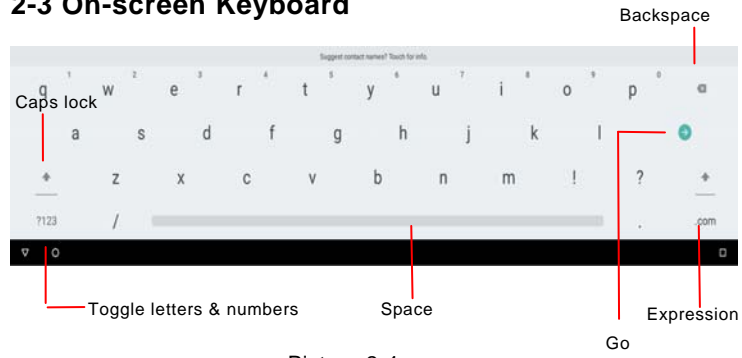 2-3 On-screen Keyboard
Backspace
Suggest contact names? Touch for info.
1 2 3 4 5 6 7 8 9 0
q w e r t y u i o p
Caps lock
a s d f g h j k l
z x c v b n m ! ?
?123 / . .com
Toggle letters & numbers Space Expression
Go